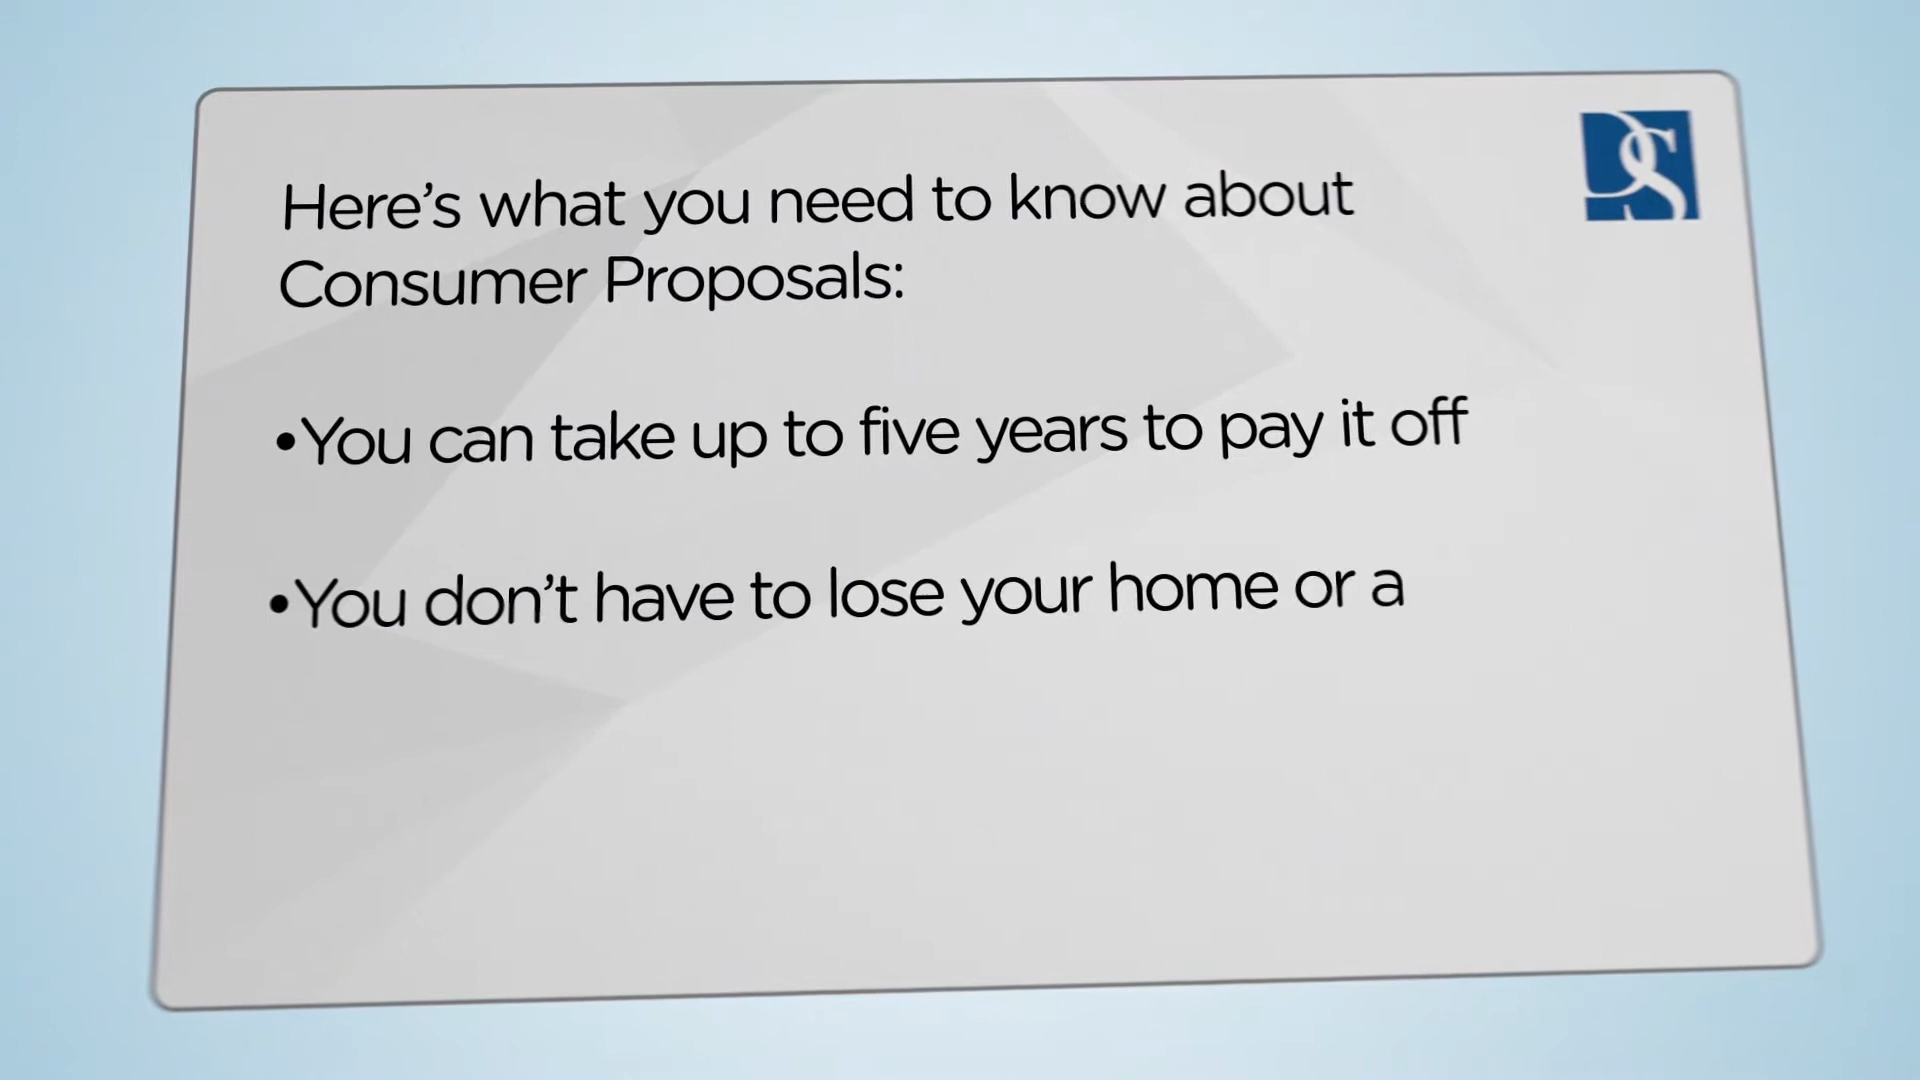 DS
Here's what you need to know about
Consumer Proposals:
•You can take up to five years to pay it off
•You don't have to lose your home or a